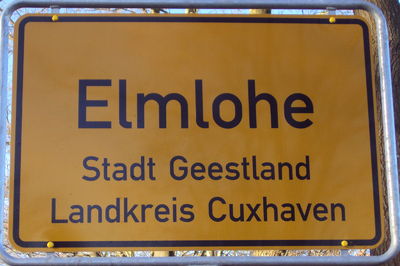 Elmlohe
Stadt Geestland
Landkreis Cuxhaven